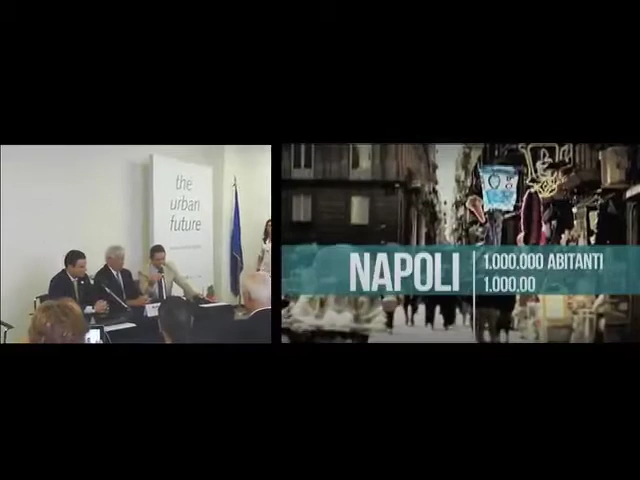 the
urban
future
NAPOLI
1.000.000 ABITANTI
1.000.00